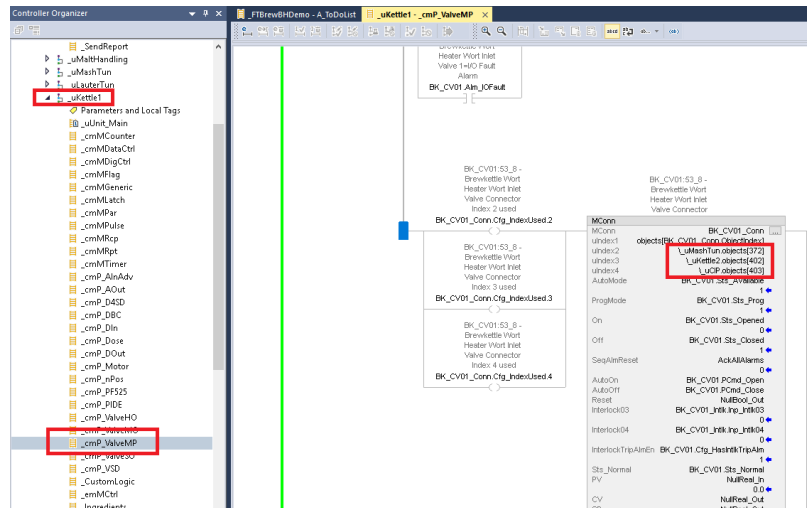 Controller Organizer
_FTBrewBHDemo - A_ToDoList
_uKettle1 - _cmP_ValveMP
_SendReport
_uMaltHandling
_uMashTun
_uLauterTun
_uKettle1
Parameters and Local Tags
_uUnit_Main
_cmMCounter
_cmMDataCtrl
_cmMDigCtrl
_cmMFlag
_cmMGeneric
_cmMLatch
_cmMPar
_cmMPulse
_cmMRcp
_cmMRpt
_cmMTimer
_cmP_AInAdv
_cmP_AOut
_cmP_D4SD
_cmP_DBC
_cmP_DIn
_cmP_Dose
_cmP_DOut
_cmP_Motor
_cmP_nPos
_cmP_PF525
_cmP_PIDE
_cmP_ValveHO
_cmP_ValveMO
_cmP_ValveMP
_cmP_ValveSO
_cmP_VSD
_CustomLogic
_emMCtrl
_Ingredients
Brewkettle Wort
Heater Wort Inlet
Valve 1=I/O Fault
Alarm
BK_CV01.Alm_IOFault
BK_CV01:53_8 -
Brewkettle Wort
Heater Wort Inlet
Valve Connector
Index 2 used
BK_CV01_Conn.Cfg_IndexUsed.2
BK_CV01:53_8 -
Brewkettle Wort
Heater Wort Inlet
Valve Connector
Index 3 used
BK_CV01_Conn.Cfg_IndexUsed.3
BK_CV01:53_8 -
Brewkettle Wort
Heater Wort Inlet
Valve Connector
Index 4 used
BK_CV01_Conn.Cfg_IndexUsed.4
BK_CV01:53_8 -
Brewkettle Wort
Heater Wort Inlet
Valve Connector
MConn
MConn BK_CV01_Conn ...
uIndex1 objects[BK_CV01_Conn.ObjectIndex]
uIndex2 \_uMashTun.objects[372]
uIndex3 \_uKettle2.objects[402]
uIndex4 \_uCIP.objects[403]
AutoMode BK_CV01.Sts_Available
1
ProgMode BK_CV01.Sts_Prog
1
On BK_CV01.Sts_Opened
0
Off BK_CV01.Sts_Closed
1
SeqAlmReset AckAllAlarms
0
AutoOn BK_CV01.PCmd_Open
AutoOff BK_CV01.PCmd_Close
Reset NullBool_Out
Interlock03 BK_CV01_Intlk.Inp_Intlk03
0
Interlock04 BK_CV01_Intlk.Inp_Intlk04
0
InterlockTripAlmEn BK_CV01.Cfg_HasIntlkTripAlm
1
Sts_Normal BK_CV01.Sts_Normal
PV NullReal_In
0.0
CV NullReal_Out